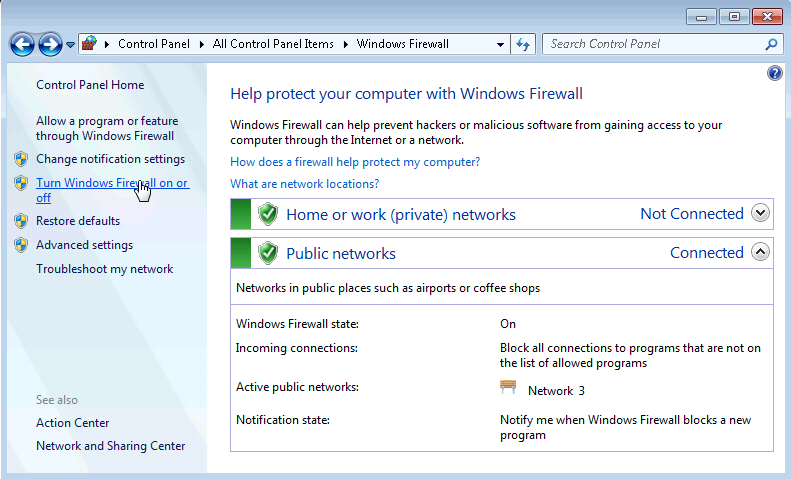 Control Panel
All Control Panel Items
Windows Firewall
Search Control Panel
Control Panel Home
Allow a program or feature
through Windows Firewall
Change notification settings
Turn Windows Firewall on or
off
Restore defaults
Advanced settings
Troubleshoot my network
See also
Action Center
Network and Sharing Center
Help protect your computer with Windows Firewall
Windows Firewall can help prevent hackers or malicious software from gaining access to your
computer through the Internet or a network.
How does a firewall help protect my computer?
What are network locations?
Home or work (private) networks Not Connected
Public networks Connected
Networks in public places such as airports or coffee shops
Windows Firewall state: On
Incoming connections: Block all connections to programs that are not on
the list of allowed programs
Active public networks: Network 3
Notification state: Notify me when Windows Firewall blocks a new
program